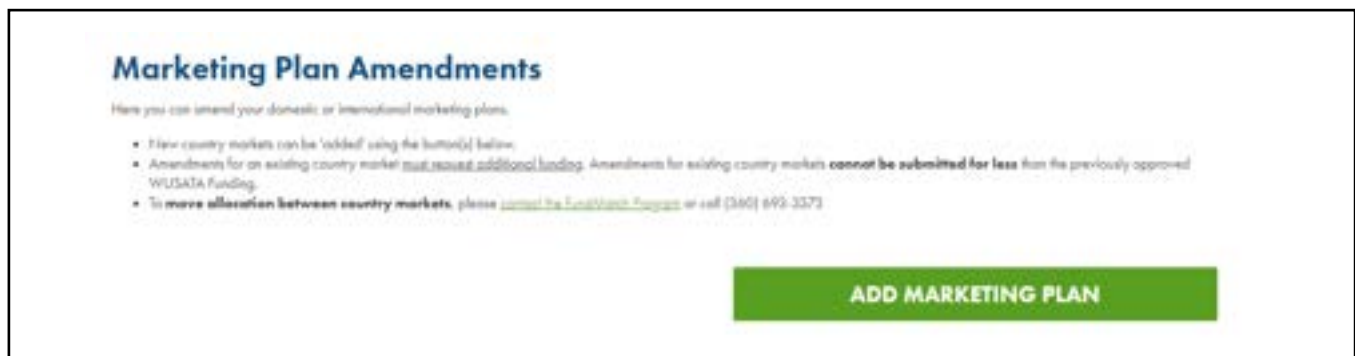 Marketing Plan Amendments
Here you can amend your domestic or international marketing plans.
• New country markets can be 'added' using the button(s) below.
• Amendments for an existing country market must request additional funding. Amendments for existing country markets cannot be submitted for less than the previously approved
WUSATA Funding.
• To move allocation between country markets, please contact the FundMatch Program or call (360) 693-3373
ADD MARKETING PLAN